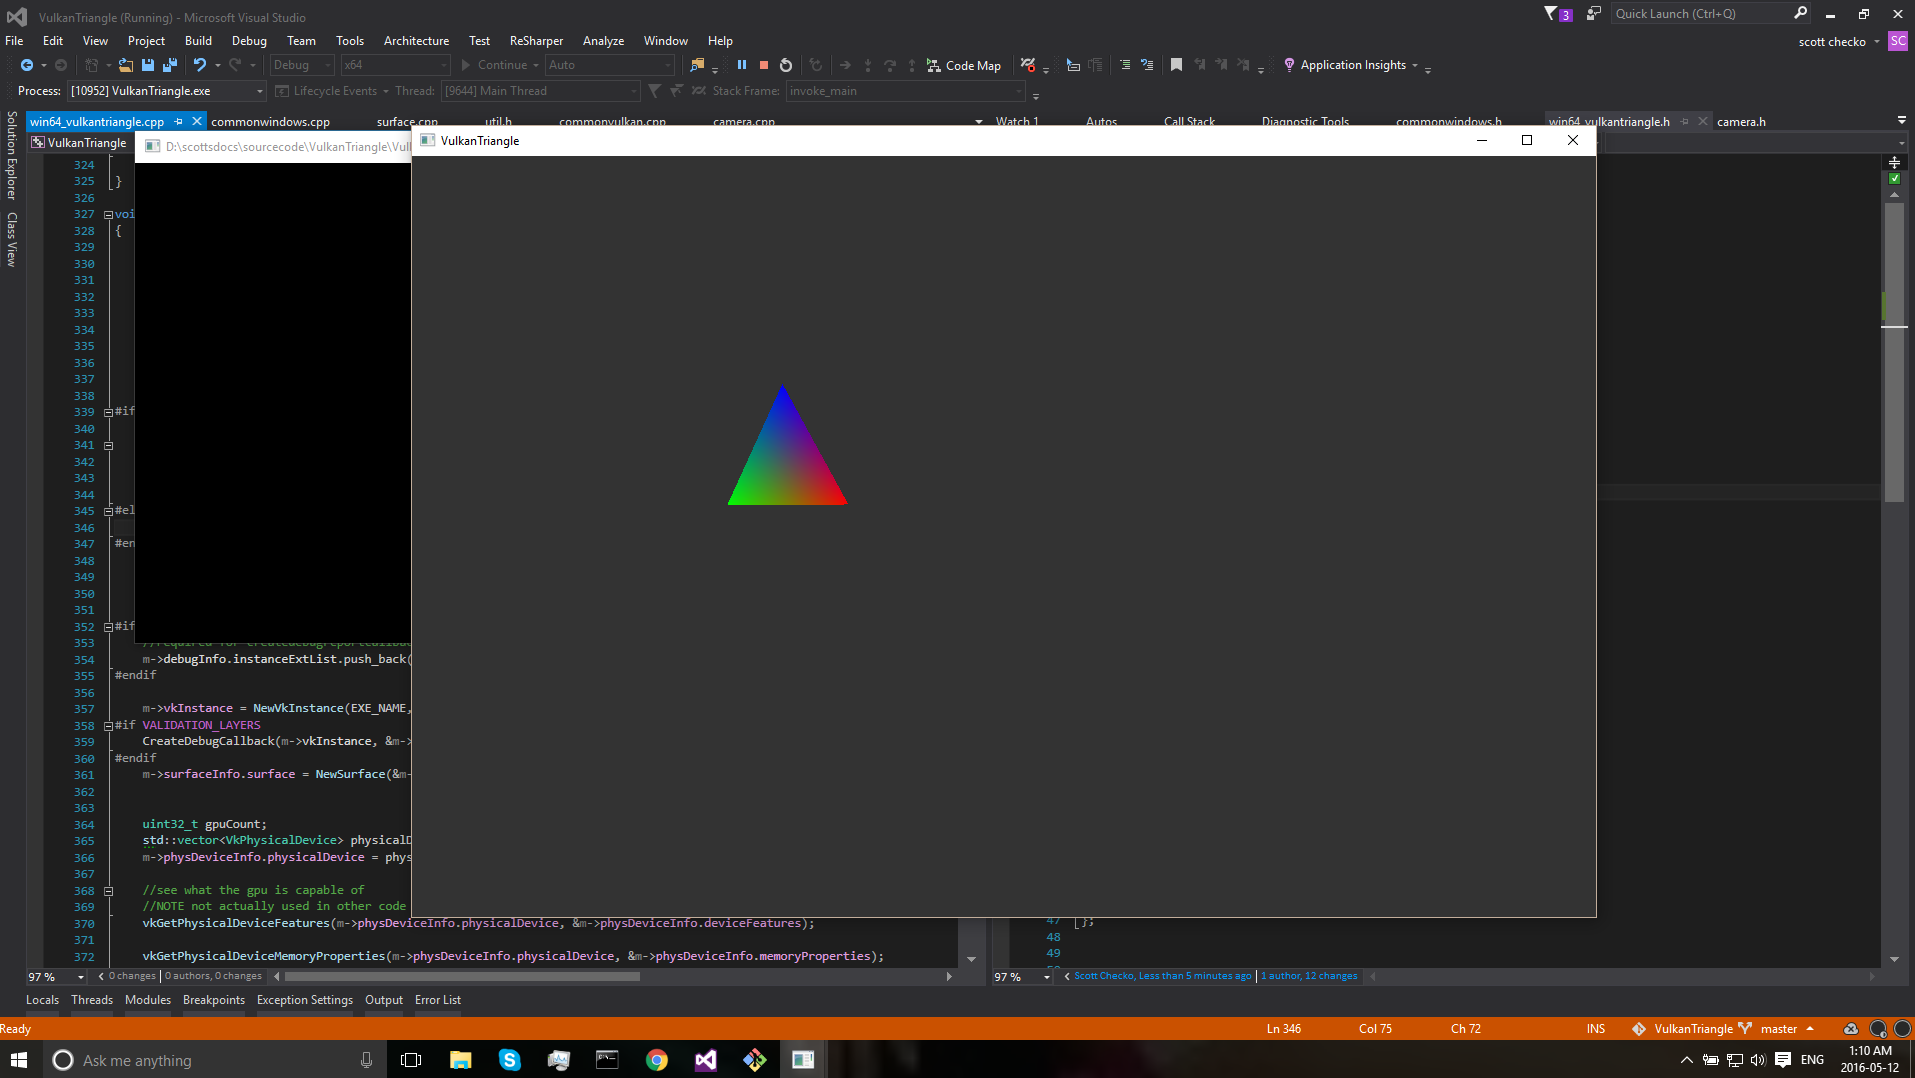 VulkanTriangle (Running) - Microsoft Visual Studio
3
Quick Launch (Ctrl+Q)
File Edit View Project Build Debug Team Tools Architecture Test ReSharper Analyze Window Help
scott checko SC
Debug x64 Continue Auto Code Map Application Insights
Process: [10952] VulkanTriangle.exe Lifecycle Events Thread: [9644] Main Thread Stack Frame: invoke_main
Solution Explorer
Class View
win64_vulkantriangle.cpp commonwindows.cpp surface.cpp util.h commonvulkan.cpp camera.cpp Watch 1 Autos Call Stack Diagnostic Tools commonwindows.h win64_vulkantriangle.h camera.h
VulkanTriangle
D:\scottsdocs\sourcecode\VulkanTriangle\Vul
VulkanTriangle
324
325 }
326
327 voi
328 {
329
330
331
332
333
334
335
336
337
338
339 #if
340
341
342
343
344
345 #el
346
347 #en
348
349
350
351
352 #if
353 //required for createdebugreportcallbac
354 m->debugInfo.instanceExtList.push_back(
355 #endif
356
357 m->vkInstance = NewVkInstance(EXE_NAME,
358 #if VALIDATION_LAYERS
359 CreateDebugCallback(m->vkInstance, &m->
360 #endif
361 m->surfaceInfo.surface = NewSurface(&m-
362
363
364 uint32_t gpuCount;
365 std::vector<VkPhysicalDevice> physicalD
366 m->physDeviceInfo.physicalDevice = phys
367
368 //see what the gpu is capable of
369 //NOTE not actually used in other code
370 vkGetPhysicalDeviceFeatures(m->physDeviceInfo.physicalDevice, &m->physDeviceInfo.deviceFeatures);
371
372 vkGetPhysicalDeviceMemoryProperties(m->physDeviceInfo.physicalDevice, &m->physDeviceInfo.memoryProperties);
47 };
48
49
97 % 0 changes | 0 authors, 0 changes
97 % Scott Checko, Less than 5 minutes ago | 1 author, 12 changes
Locals Threads Modules Breakpoints Exception Settings Output Error List
Ready Ln 346 Col 75 Ch 72 INS VulkanTriangle master
Ask me anything
ENG
1:10 AM
2016-05-12